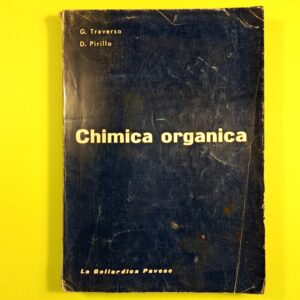 G. Traverso
D. Pirillo
Chimica organica
La Goliardica Pavese